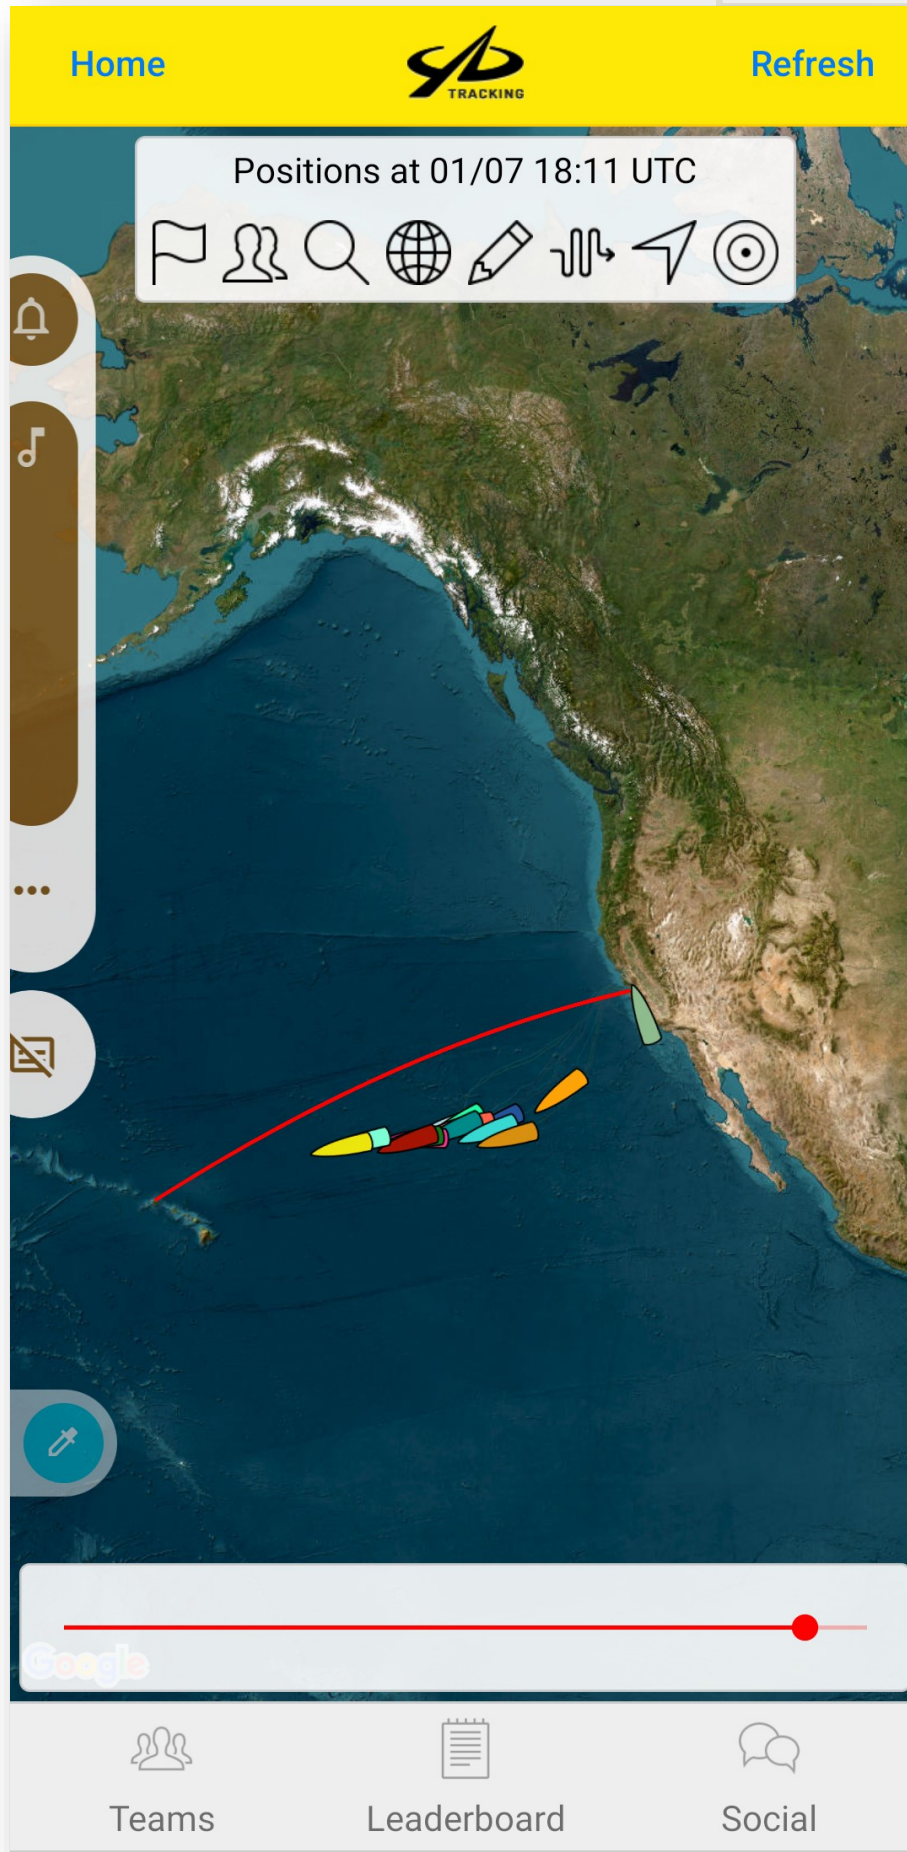 Home
TRACKING
Refresh
Positions at 01/07 18:11 UTC
Google
Teams
Leaderboard
Social